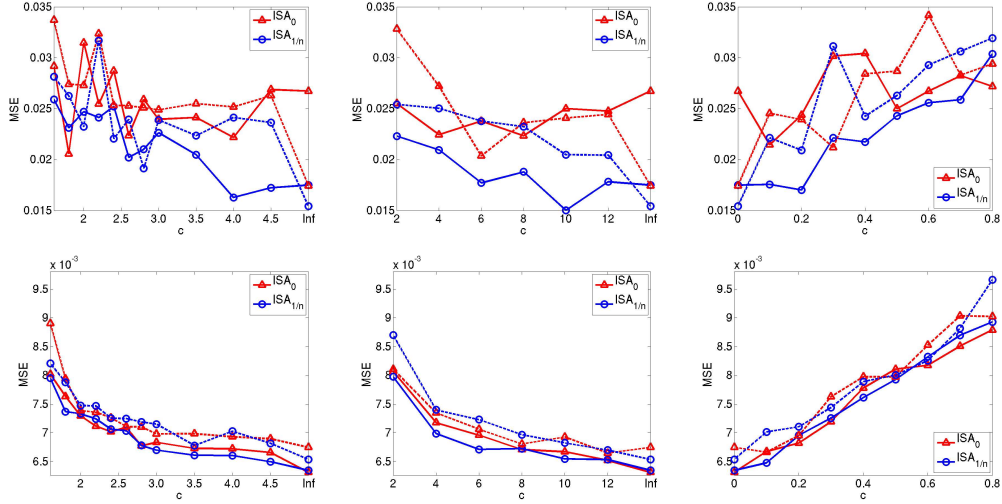 0.035
0.03
0.025
0.02
0.015
MSE
2
2.5
3.0
3.5
4.0
4.5
Inf
c
ISA0
ISA1/n
0.035
0.03
0.025
0.02
0.015
MSE
2
4
6
8
10
12
Inf
c
ISA0
ISA1/n
0.035
0.03
0.025
0.02
0.015
MSE
0
0.2
0.4
0.6
0.8
c
ISA0
ISA1/n
x 10-3
9.5
9
8.5
8
7.5
7
6.5
MSE
2
2.5
3.0
3.5
4.0
4.5
Inf
c
ISA0
ISA1/n
x 10-3
9.5
9
8.5
8
7.5
7
6.5
MSE
2
4
6
8
10
12
Inf
c
ISA0
ISA1/n
x 10-3
9.5
9
8.5
8
7.5
7
6.5
MSE
0
0.2
0.4
0.6
0.8
c
ISA0
ISA1/n